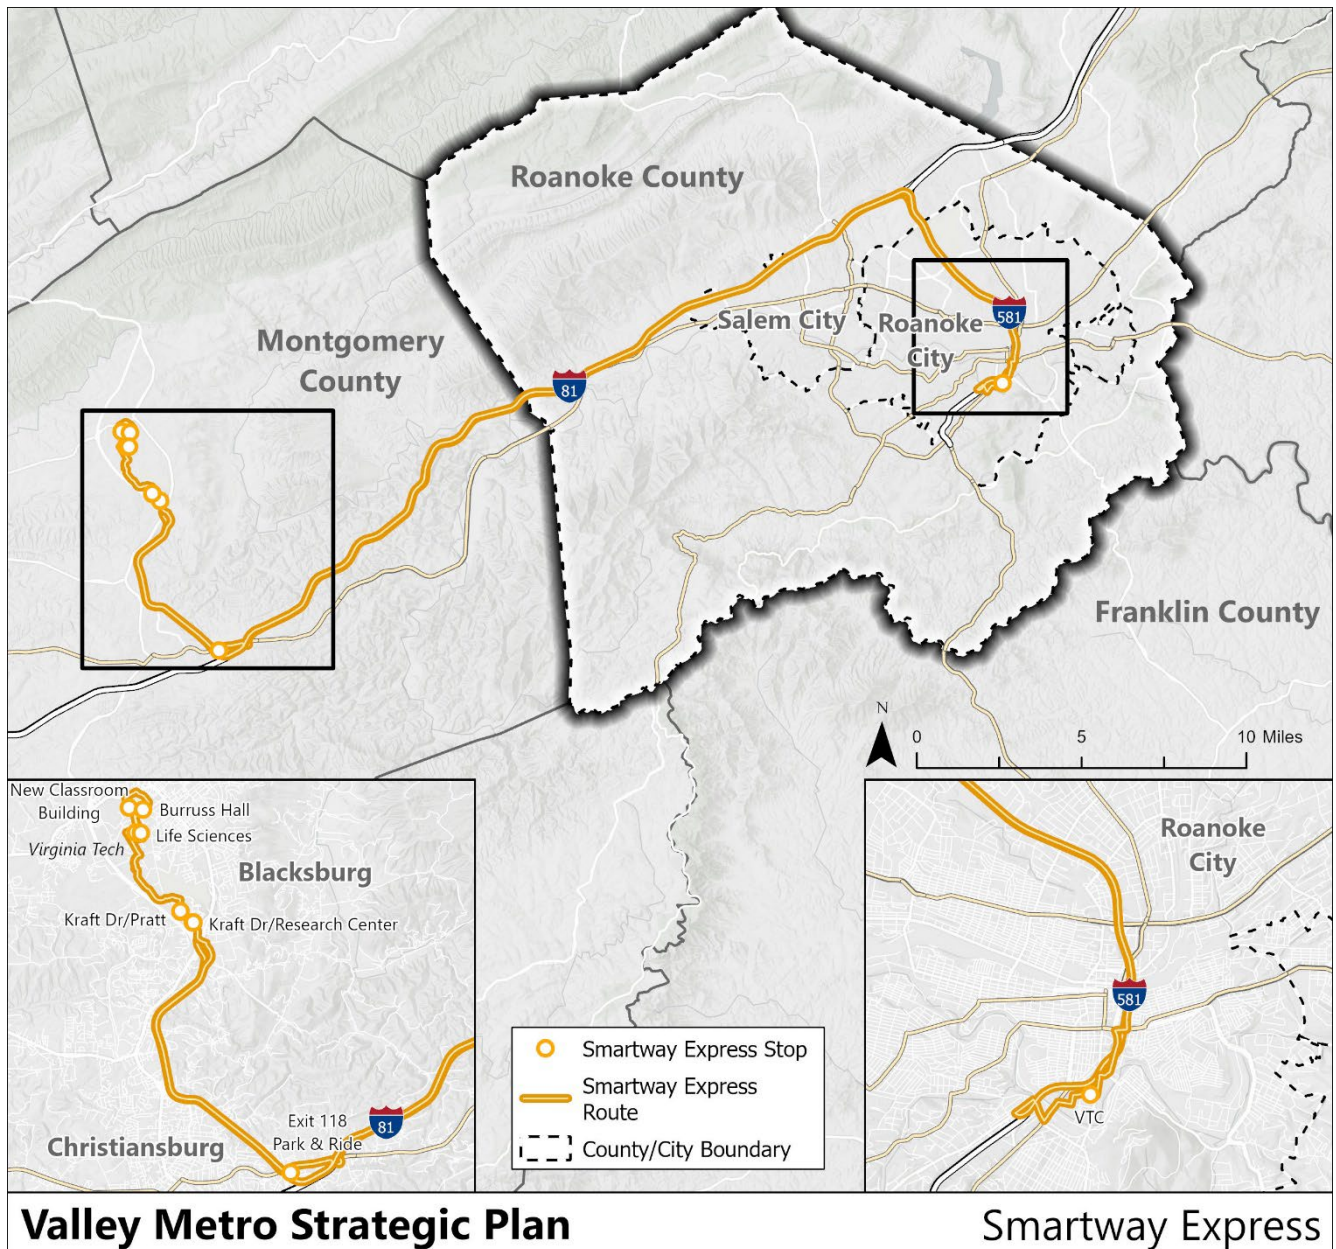 Roanoke County
Montgomery
County
Salem City
Roanoke
City
581
81
Franklin County
N
0
5
10 Miles
New Classroom
Building
Burruss Hall
Life Sciences
Virginia Tech
Blacksburg
Kraft Dr/Pratt
Kraft Dr/Research Center
Exit 118
Park & Ride
81
Christiansburg
Smartway Express Stop
Smartway Express
Route
County/City Boundary
Roanoke
City
581
VTC
Valley Metro Strategic Plan
Smartway Express